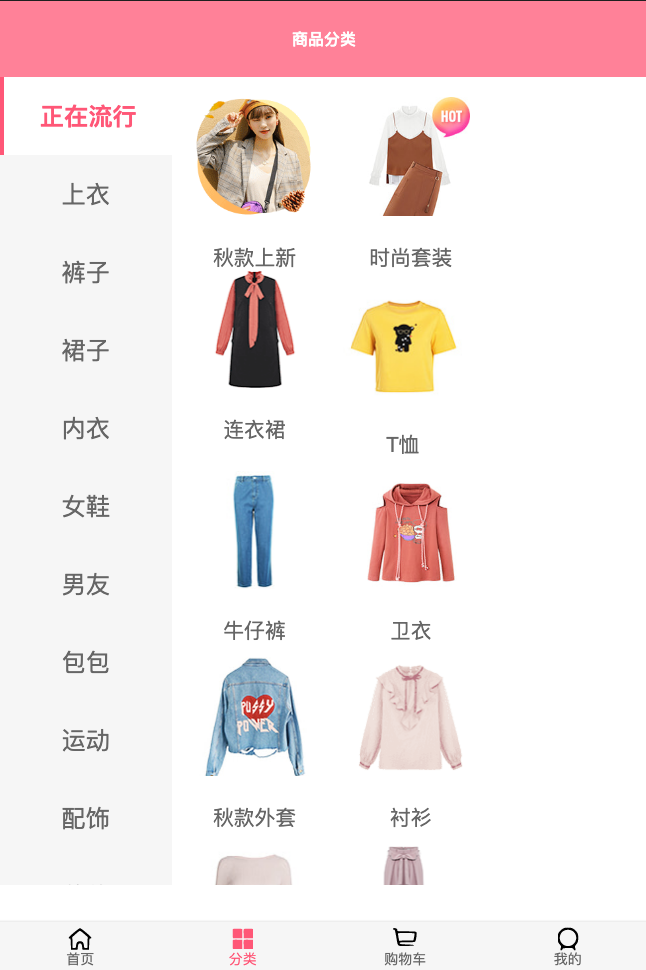 商品分类
正在流行
上衣
裤子
裙子
内衣
女鞋
男友
包包
运动
配饰
HOT
秋款上新
时尚套装
连衣裙
T恤
牛仔裤
卫衣
PUSSY
POWER
秋款外套
衬衫
首页
分类
购物车
我的